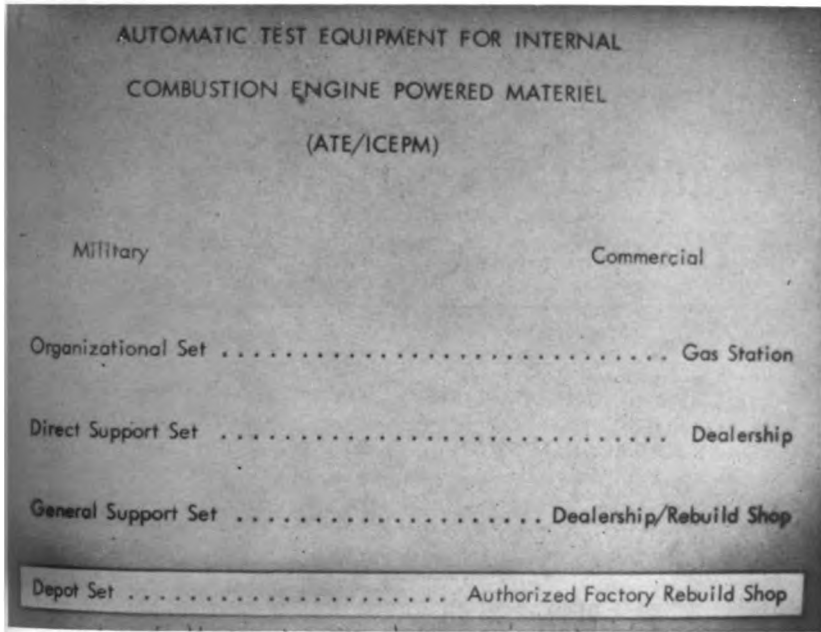 AUTOMATIC TEST EQUIPMENT FOR INTERNAL
COMBUSTION ENGINE POWERED MATERIEL
(ATE/ICEPM)
Military Commercial
Organizational Set ............................... Gas Station
Direct Support Set ............................... Dealership
General Support Set ..................... Dealership/Rebuild Shop
Depot Set ...................... Authorized Factory Rebuild Shop